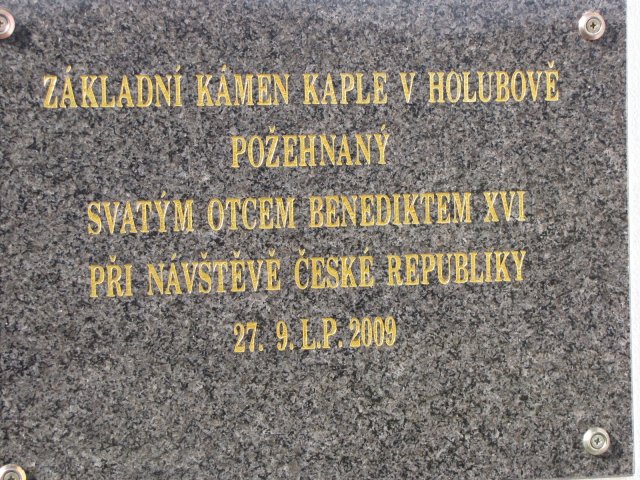 ZÁKLADNÍ KÁMEN KAPLE V HOLUBOVĚ
POŽEHNANÝ
SVATÝM OTCEM BENEDIKTEM XVI
PŘI NÁVŠTĚVĚ ČESKÉ REPUBLIKY
27. 9. L.P. 2009